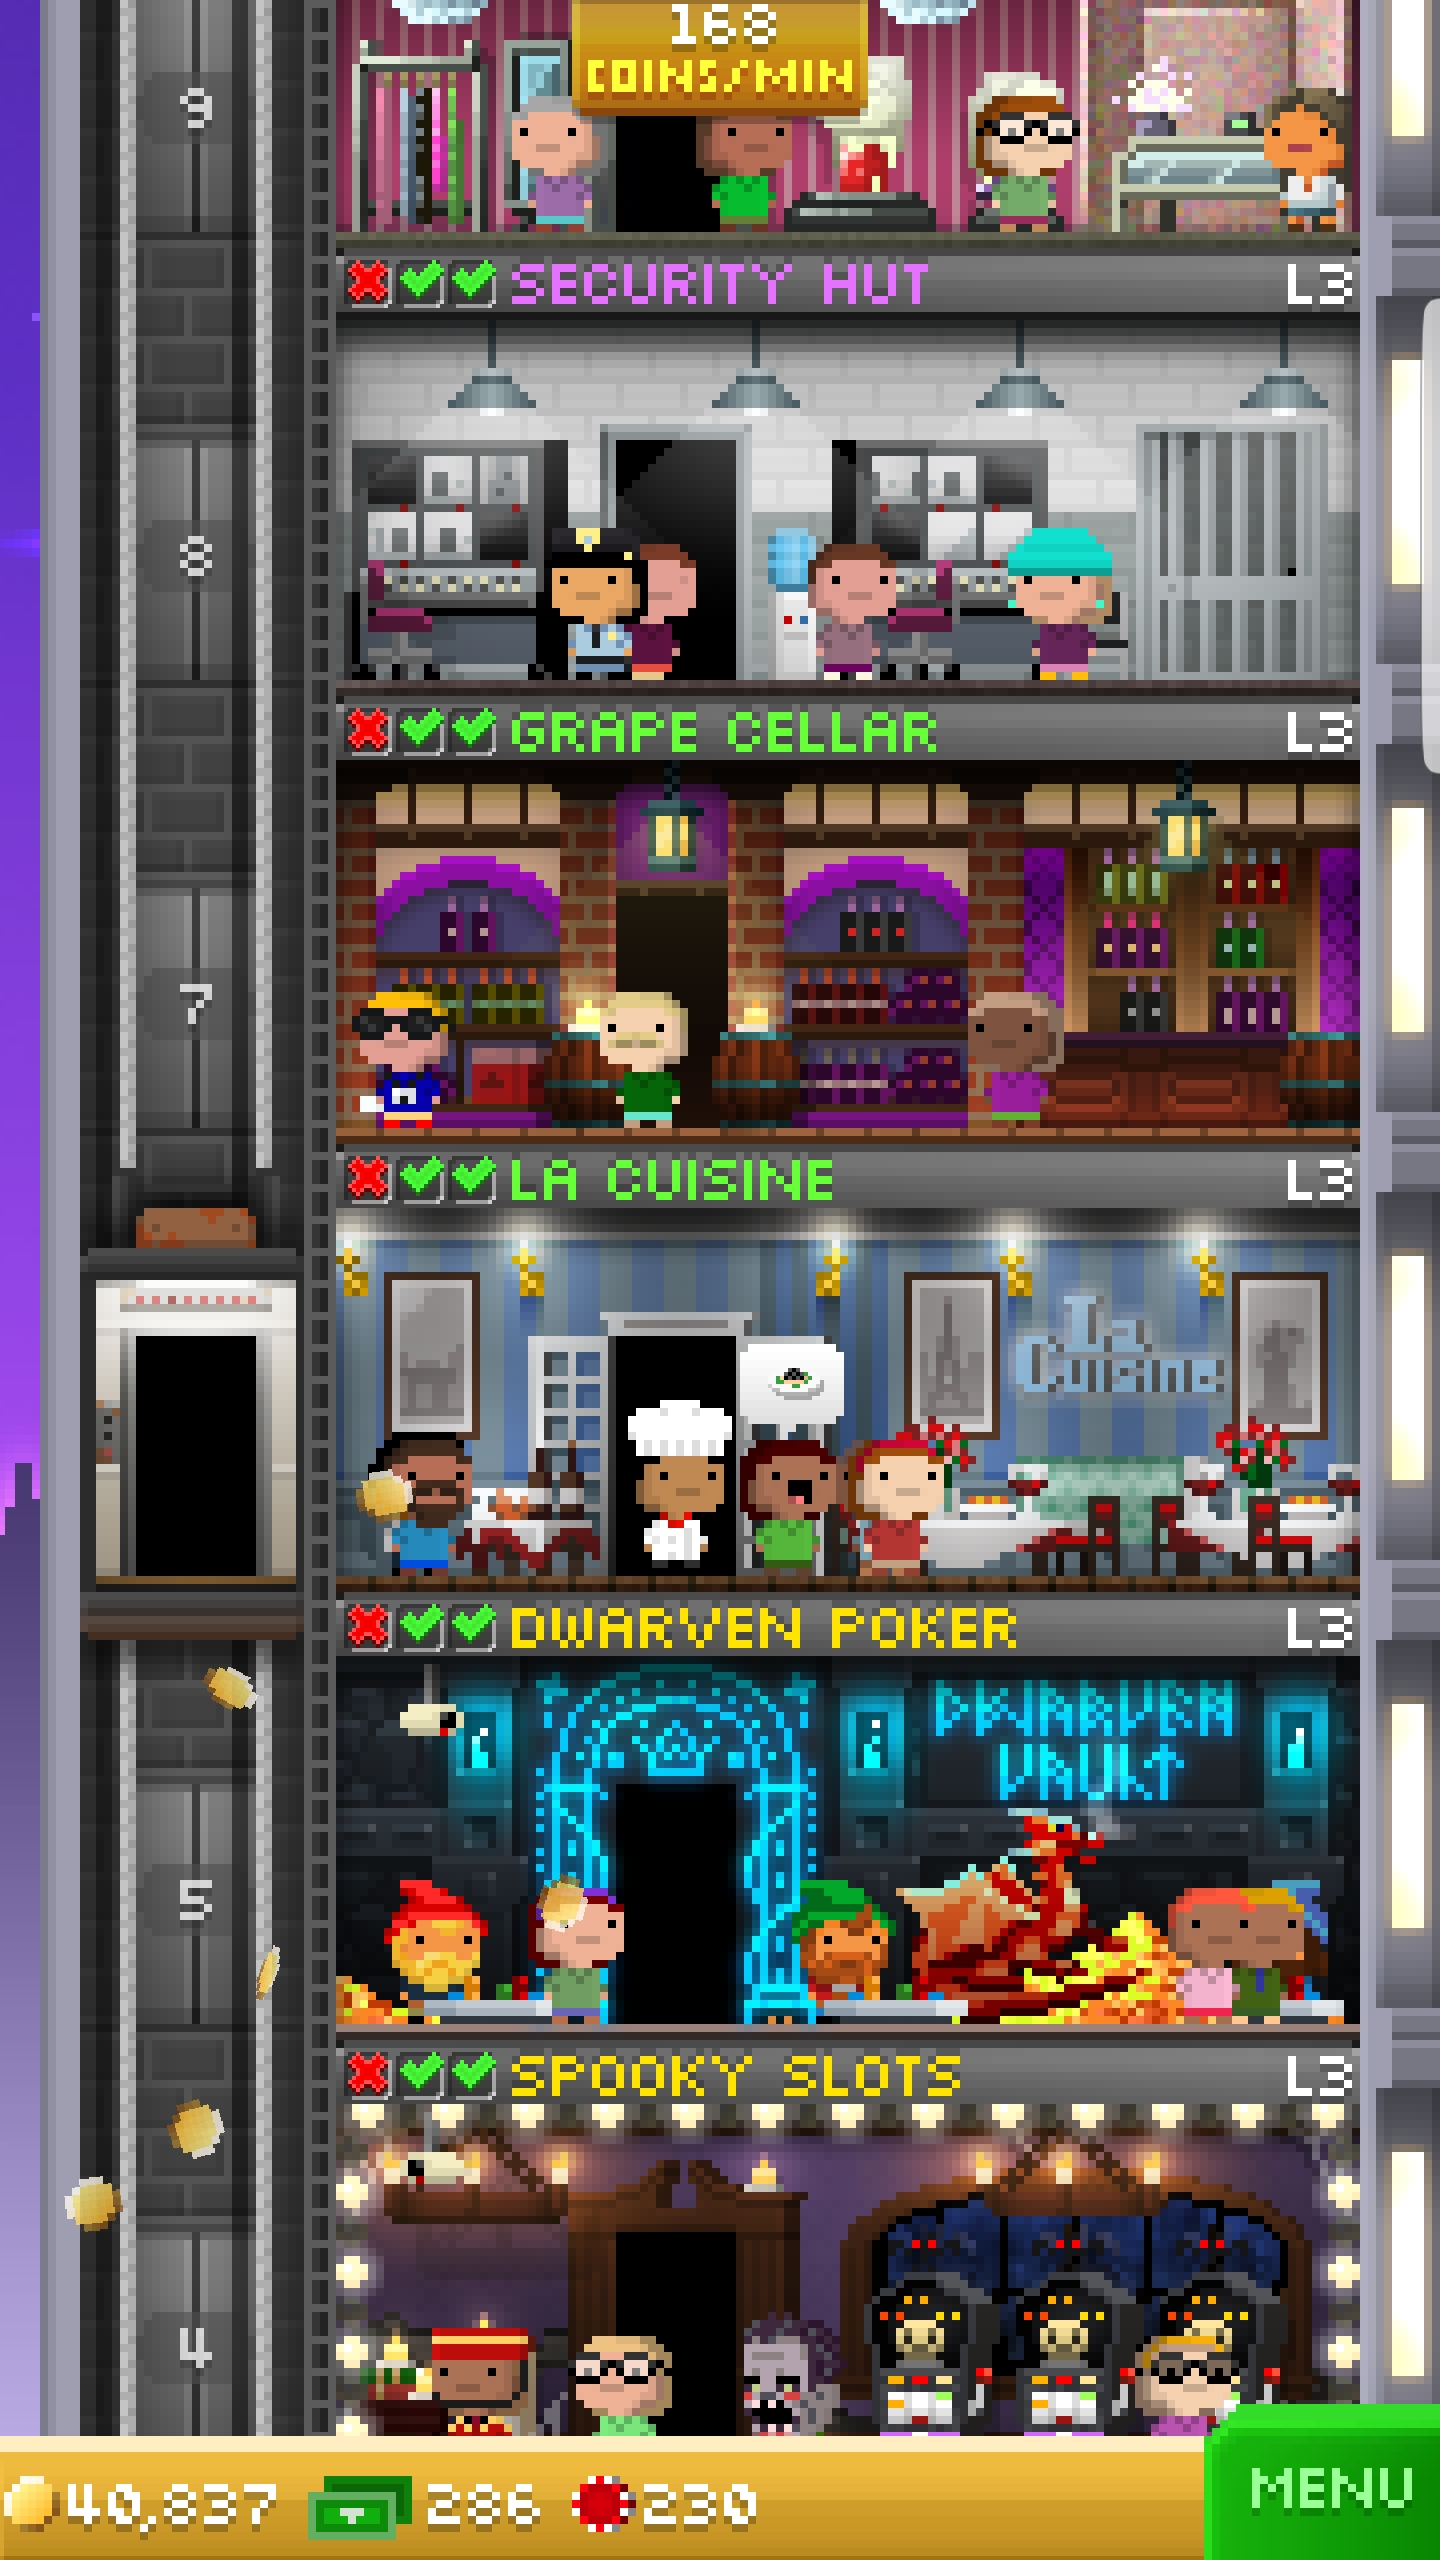 168
COINS/MIN
9
SECURITY HUT L3
8
GRAPE CELLAR L3
7
LA CUISINE L3
La
Cuisine
DWARVEN POKER L3
DWARVEN
VAULT
5
SPOOKY SLOTS L3
4
40,837 286 230
MENU